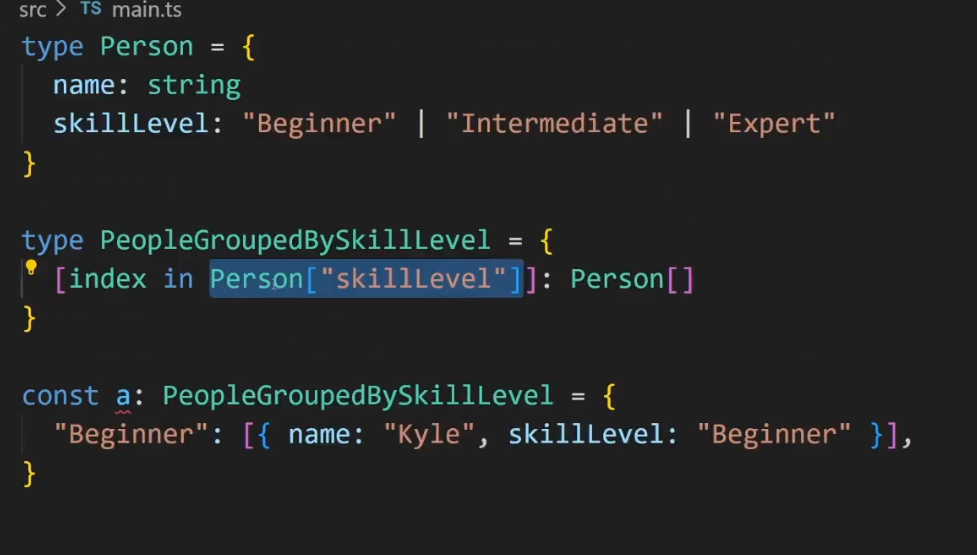 src > TS main.ts
type Person = {
name: string
skillLevel: "Beginner" | "Intermediate" | "Expert"
}
type PeopleGroupedBySkillLevel = {
[index in Person["skillLevel"]]: Person[]
}
const a: PeopleGroupedBySkillLevel = {
"Beginner": [{ name: "Kyle", skillLevel: "Beginner" }],
}